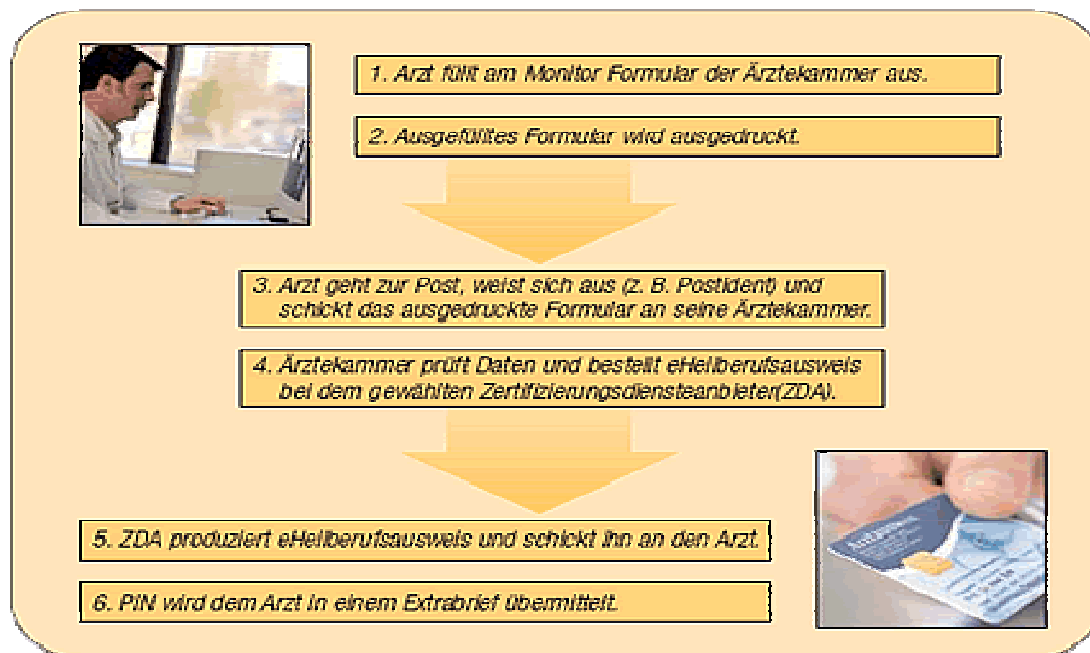 1. Arzt füllt am Monitor Formular der Ärztekammer aus.
2. Ausgefülltes Formular wird ausgedruckt.
3. Arzt geht zur Post, weist sich aus (z. B. PostIdent) und
schickt das ausgedruckte Formular an seine Ärztekammer.
4. Ärztekammer prüft Daten und bestellt eHeilberufsausweis
bei dem gewählten Zertifizierungsdiensteanbieter(ZDA).
5. ZDA produziert eHeilberufsausweis und schickt ihn an den Arzt.
6. PIN wird dem Arzt in einem Extrabrief übermittelt.